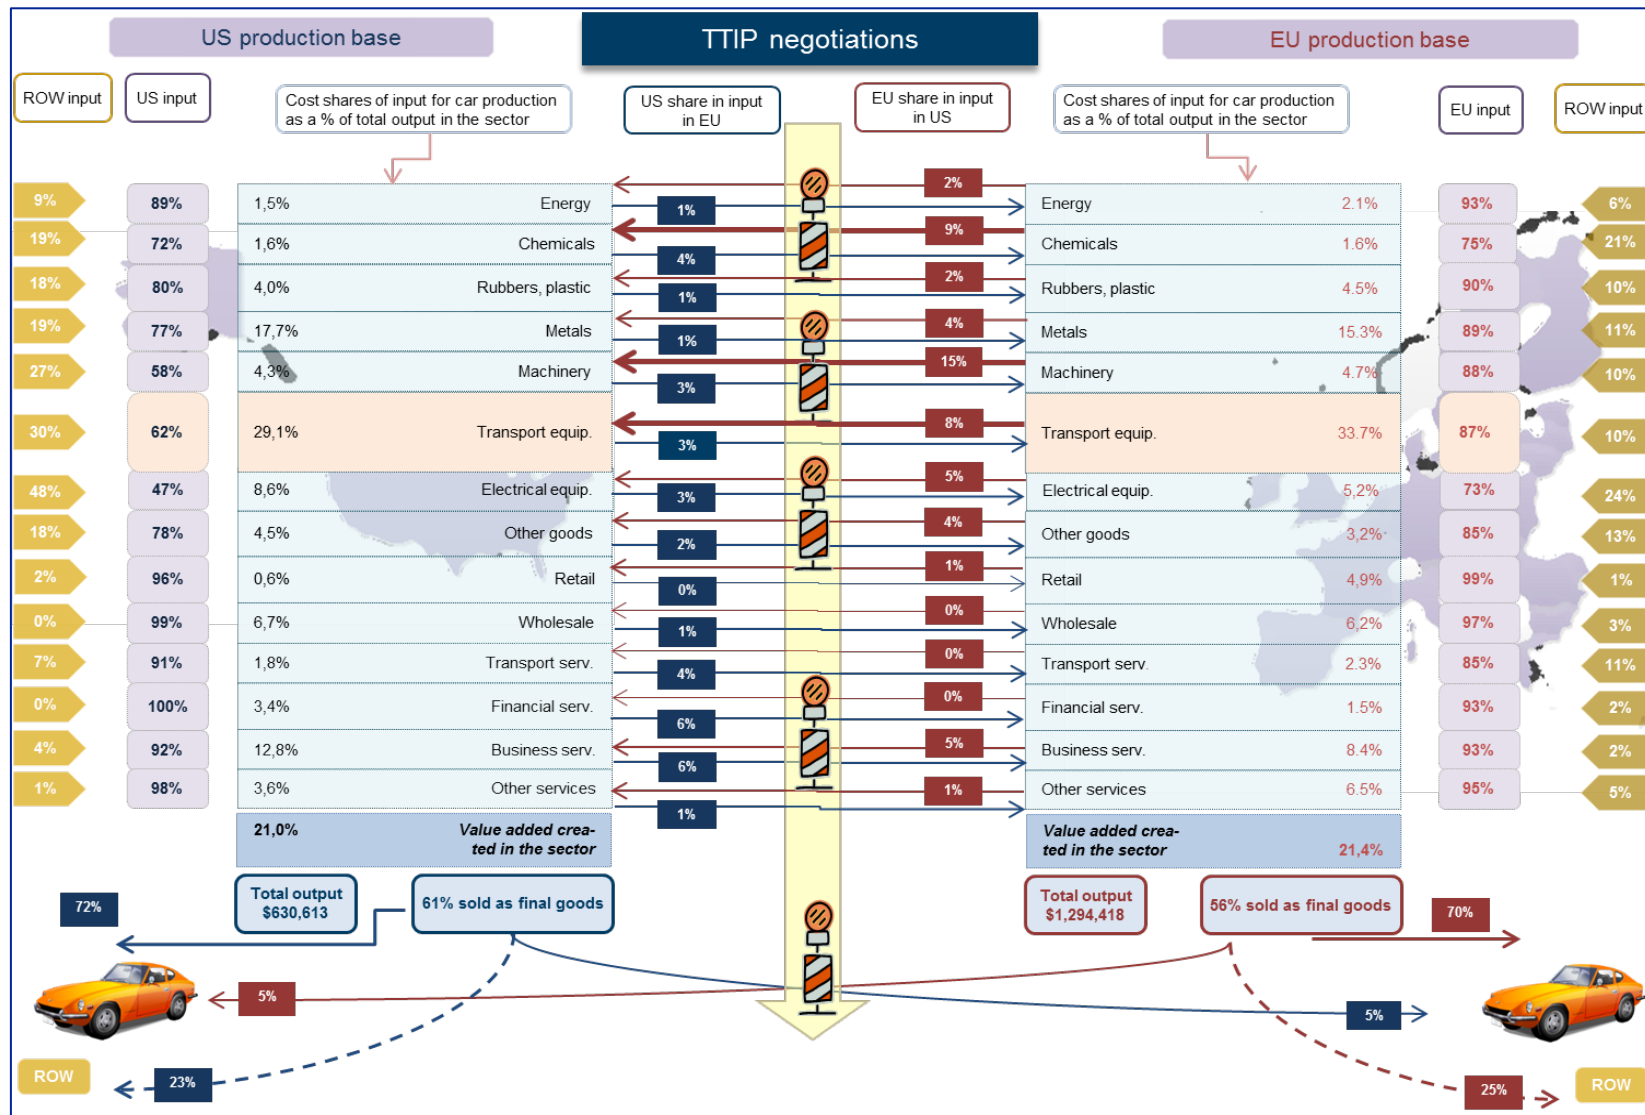 US production base
TTIP negotiations
EU production base
ROW input
US input
Cost shares of input for car production
as a % of total output in the sector
US share in input
in EU
EU share in input
in US
Cost shares of input for car production
as a % of total output in the sector
EU input
ROW input
9% 89% 1,5% Energy 1% 2% Energy 2.1% 93% 6%
19% 72% 1,6% Chemicals 4% 9% Chemicals 1.6% 75% 21%
18% 80% 4,0% Rubbers, plastic 1% 2% Rubbers, plastic 4.5% 90% 10%
19% 77% 17,7% Metals 1% 4% Metals 15.3% 89% 11%
27% 58% 4,3% Machinery 3% 15% Machinery 4.7% 88% 10%
30% 62% 29,1% Transport equip. 3% 8% Transport equip. 33.7% 87% 10%
48% 47% 8,6% Electrical equip. 3% 5% Electrical equip. 5,2% 73% 24%
18% 78% 4,5% Other goods 2% 4% Other goods 3,2% 85% 13%
2% 96% 0,6% Retail 0% 1% Retail 4,9% 99% 1%
0% 99% 6,7% Wholesale 1% 0% Wholesale 6,2% 97% 3%
7% 91% 1,8% Transport serv. 4% 0% Transport serv. 2.3% 85% 11%
0% 100% 3,4% Financial serv. 6% 0% Financial serv. 1.5% 93% 2%
4% 92% 12,8% Business serv. 6% 5% Business serv. 8.4% 93% 2%
1% 98% 3,6% Other services 1% 1% Other services 6.5% 95% 5%
21,0% Value added crea-
ted in the sector
Value added crea-
ted in the sector 21,4%
Total output
$630,613
61% sold as final goods
Total output
$1,294,418
56% sold as final goods
72%
70%
5%
5%
ROW
23%
25%
ROW